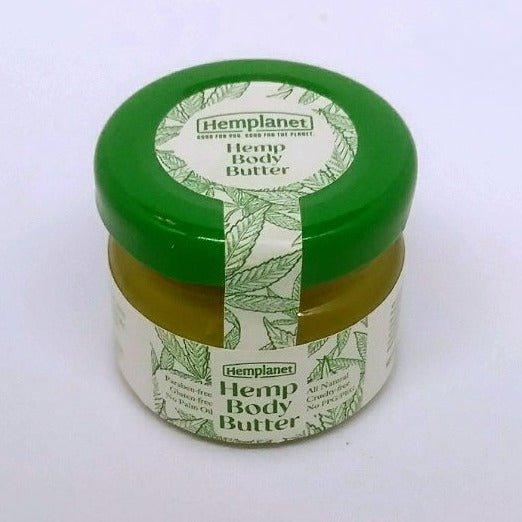 Hemplanet
GOOD FOR YOU. GOOD FOR THE PLANET.
Hemp
Body
Butter
Hemplanet
Hemp
Body
Butter
Paraben-free
Gluten-free
No Palm Oil
All Natural
Cruelty-free
No PPG/PEG